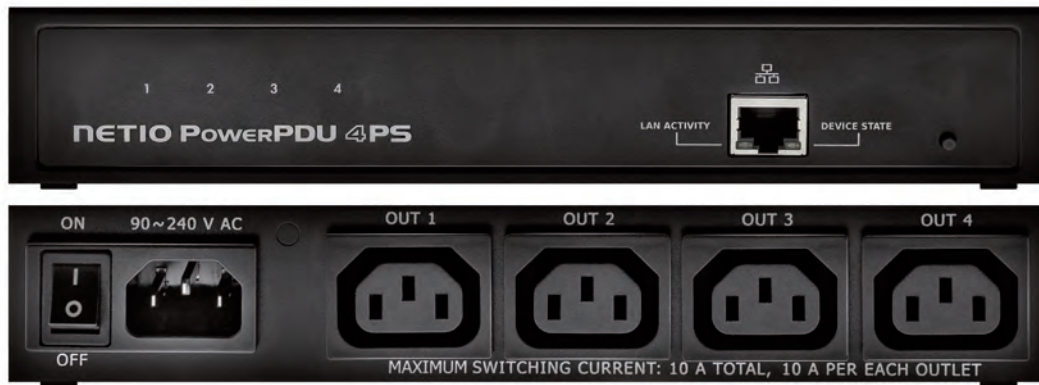 1 2 3 4
NETIO PowerPDU 4PS
LAN ACTIVITY
DEVICE STATE
ON
90~240 V AC
OUT 1
OUT 2
OUT 3
OUT 4
I
O
OFF
MAXIMUM SWITCHING CURRENT: 10 A TOTAL, 10 A PER EACH OUTLET